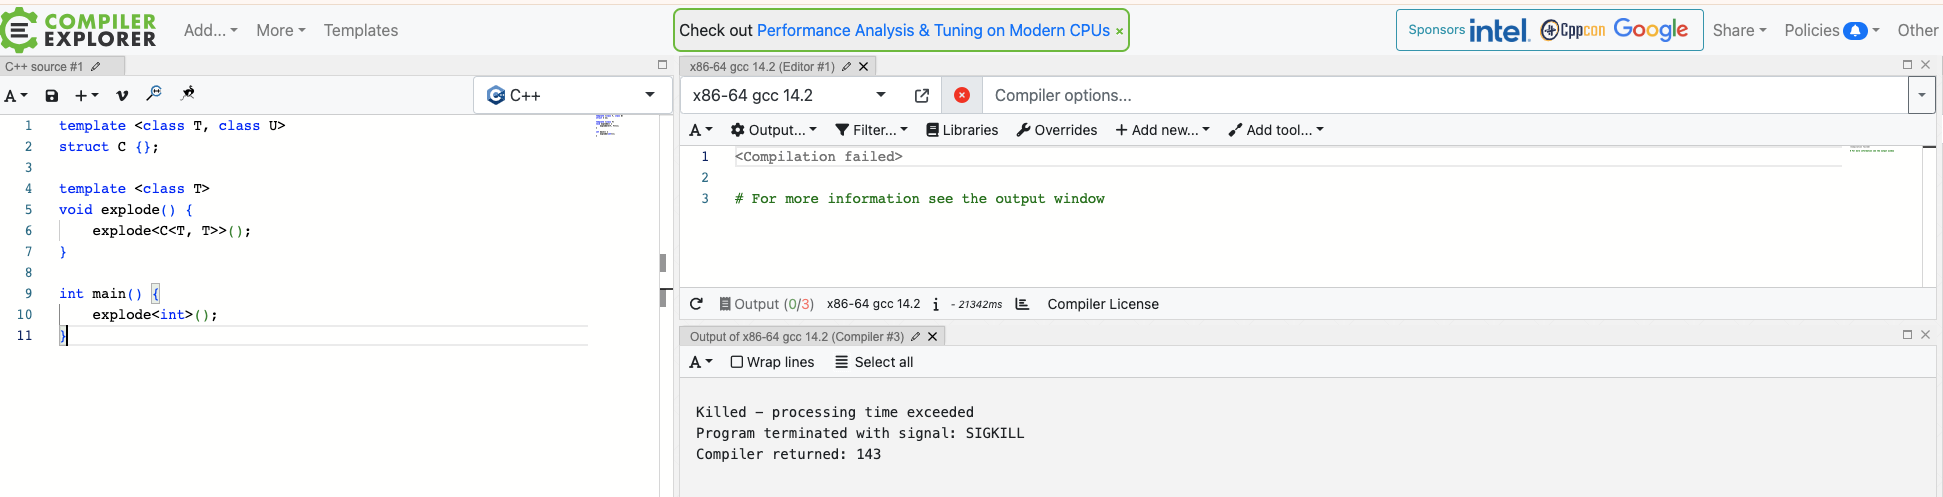 COMPILER EXPLORER
Add... More Templates
Check out Performance Analysis & Tuning on Modern CPUs ×
Sponsors intel. Cppcon Google Share Policies Other
C++ source #1
A + v
C++
1 template <class T, class U>
2 struct C {};
3
4 template <class T>
5 void explode() {
6     explode<C<T, T>>();
7 }
8
9 int main() {
10     explode<int>();
11 }
x86-64 gcc 14.2 (Editor #1)
x86-64 gcc 14.2 Compiler options...
A Output... Filter... Libraries Overrides + Add new... Add tool...
1 <Compilation failed>
2
3 # For more information see the output window
Output (0/3) x86-64 gcc 14.2 i - 21342ms Compiler License
Output of x86-64 gcc 14.2 (Compiler #3)
A Wrap lines Select all
Killed - processing time exceeded
Program terminated with signal: SIGKILL
Compiler returned: 143